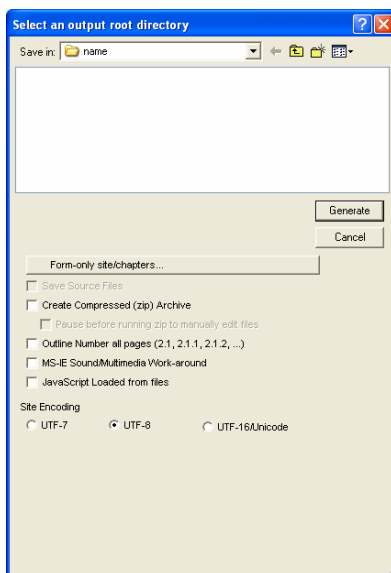 Select an output root directory
Save in: name
Generate
Cancel
Form-only site/chapters...
Save Source Files
Create Compressed (zip) Archive
Pause before running zip to manually edit files
Outline Number all pages (2.1, 2.1.1, 2.1.2, ...)
MS-IE Sound/Multimedia Work-around
JavaScript Loaded from files
Site Encoding
UTF-7 UTF-8 UTF-16/Unicode